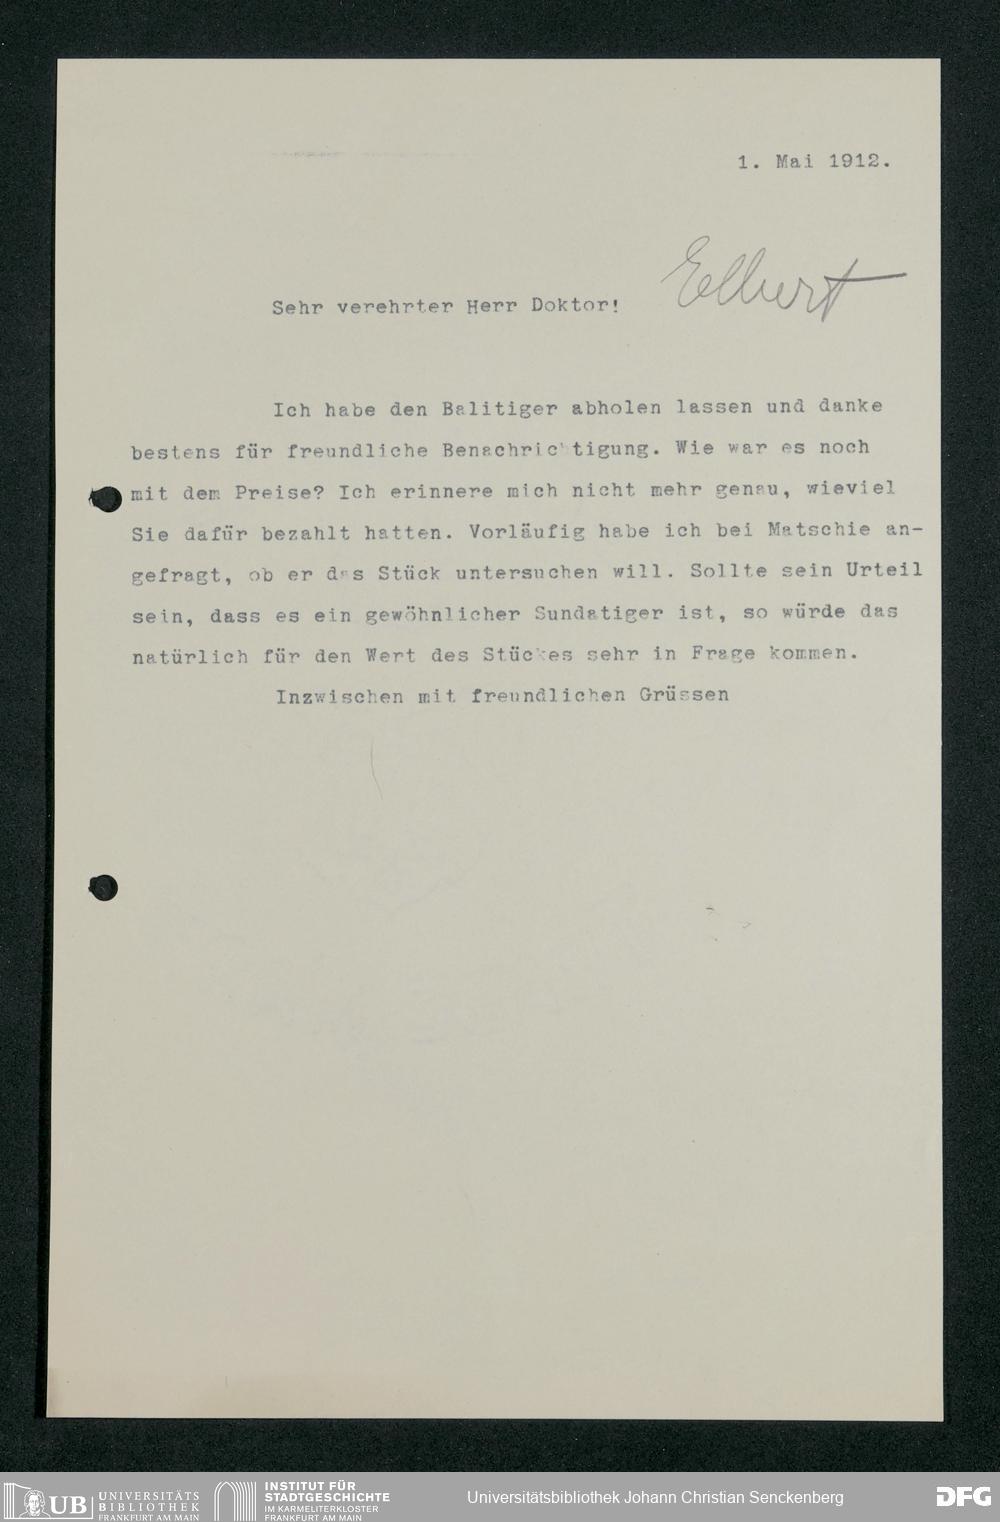 1. Mai 1912.
Elbert
Sehr verehrter Herr Doktor!
Ich habe den Balitiger abholen lassen und danke
bestens für freundliche Benachrichtigung. Wie war es noch
mit dem Preise? Ich erinnere mich nicht mehr genau, wieviel
Sie dafür bezahlt hatten. Vorläufig habe ich bei Matschie an-
gefragt, ob er das Stück untersuchen will. Sollte sein Urteil
sein, dass es ein gewöhnlicher Sundatiger ist, so würde das
natürlich für den Wert des Stückes sehr in Frage kommen.
Inzwischen mit freundlichen Grüssen
UB UNIVERSITÄTS
BIBLIOTHEK
FRANKFURT AM MAIN
INSTITUT FÜR
STADTGESCHICHTE
IM KARMELITERKLOSTER
FRANKFURT AM MAIN
Universitätsbibliothek Johann Christian Senckenberg
DFG